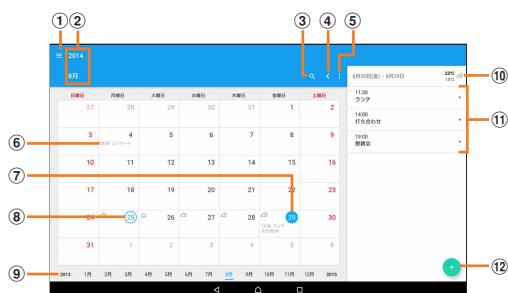 ① ② ③ ④ ⑤
2014
8月
8月29日(金) - 8月29日
33℃
18℃
⑩
日曜日 月曜日 火曜日 水曜日 木曜日 金曜日 土曜日
11:30
ランチ
⑪
27 28 29 30 31 1 2
14:00
打ち合わせ
19:00
懇親会
⑥
3 4 5 6 7 8 9
コンサート
10 11 12 13 14 15 16
⑦
17 18 19 20 21 22 23
⑧
24 25 26 27 28 29 30
11:30 ランチ
31 1 2 3 4 5 6
⑨
2013 1月 2月 3月 4月 5月 6月 7月 8月 9月 10月 11月 12月 2015
+
⑫